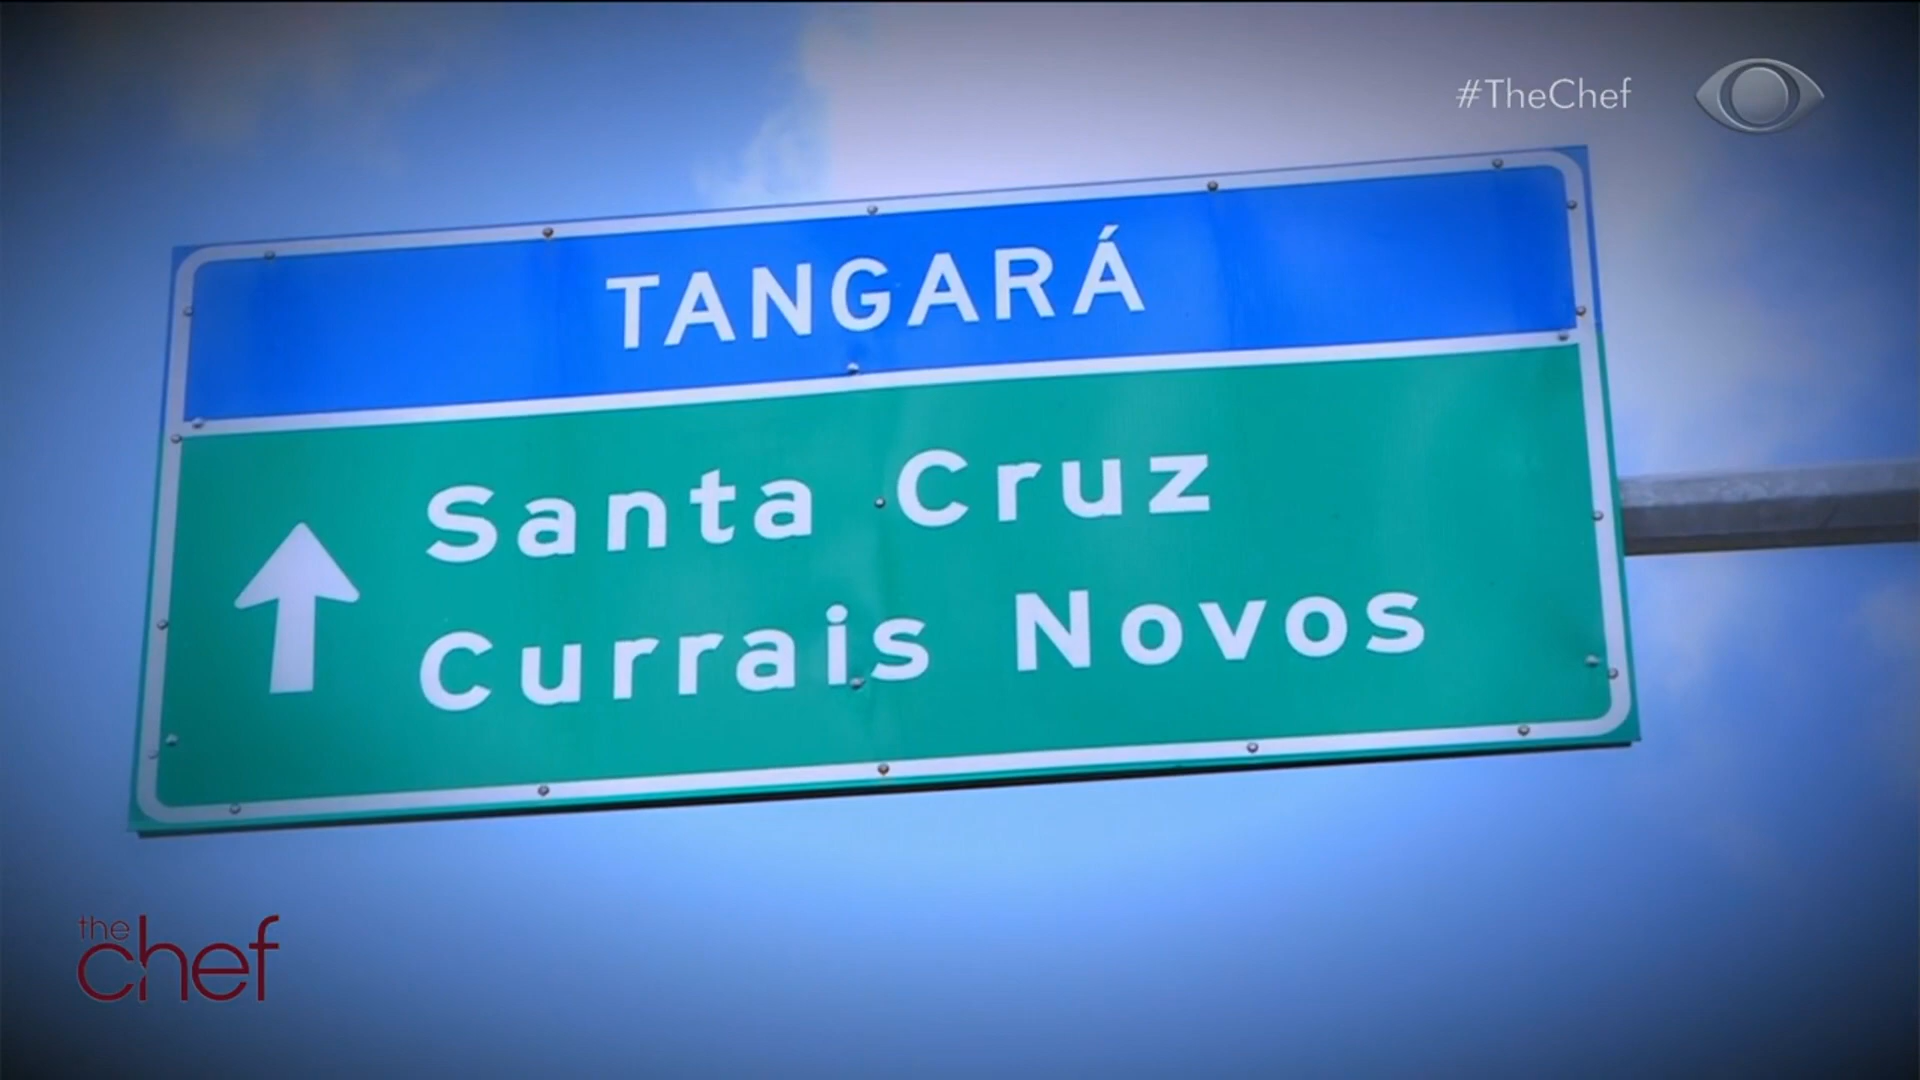 #TheChef
TANGARÁ
Santa Cruz
Currais Novos
the
chef